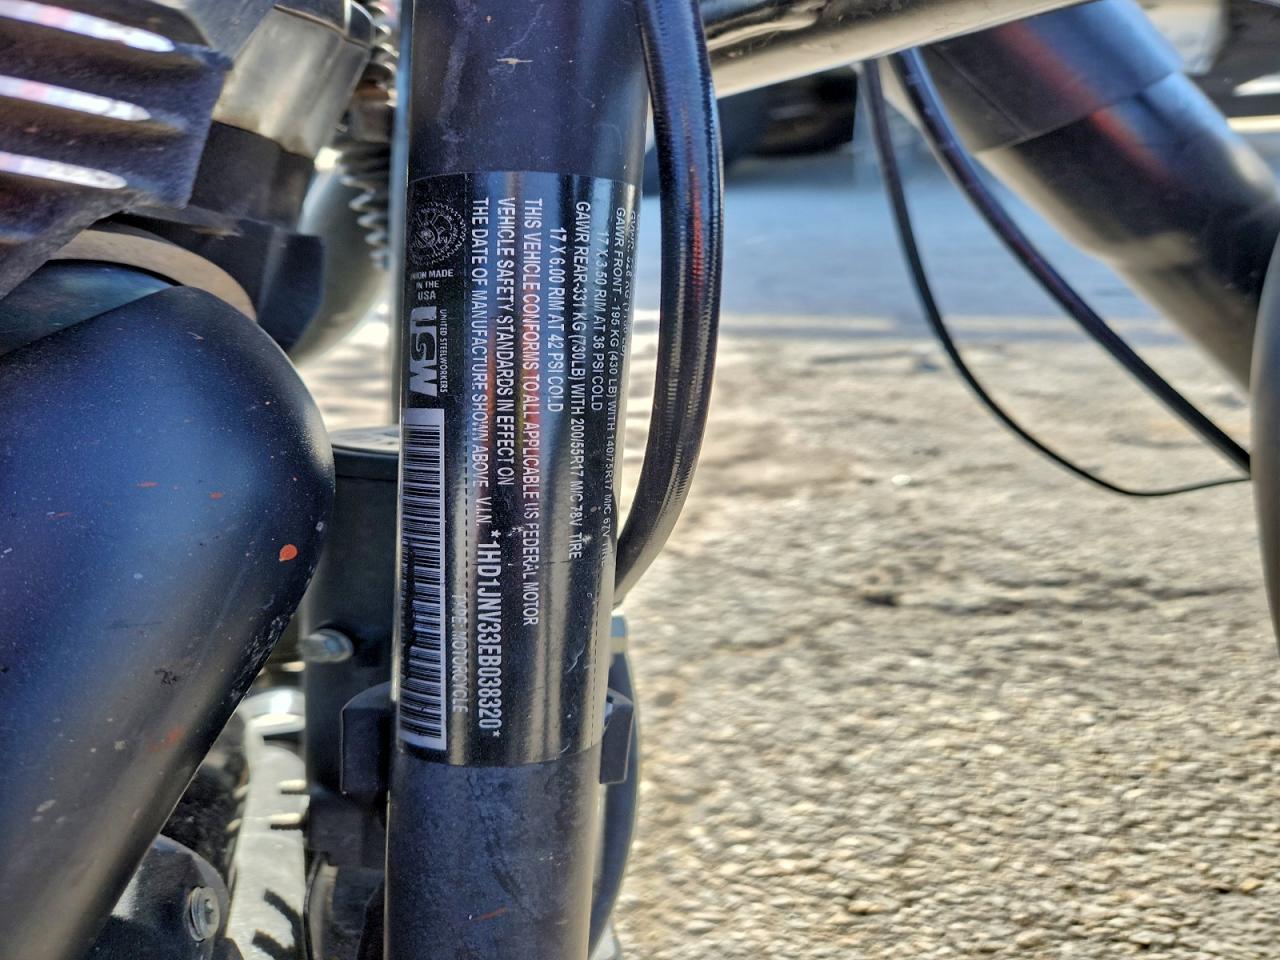 GAWR FRONT - 195 KG (430 LB) WITH 140/75R17 M/C 67V TIRE
17 X 3.50 RIM AT 36 PSI COLD
GAWR REAR-331 KG (730LB) WITH 200/55R17 M/C 78V TIRE
17 X 6.00 RIM AT 42 PSI COLD
THIS VEHICLE CONFORMS TO ALL APPLICABLE US FEDERAL MOTOR
VEHICLE SAFETY STANDARDS IN EFFECT ON
THE DATE OF MANUFACTURE SHOWN ABOVE V.I.N. *1HD1JNV33EB038320*
TYPE: MOTORCYCLE
UNION MADE
IN THE
USA
UNITED STEELWORKERS
USW